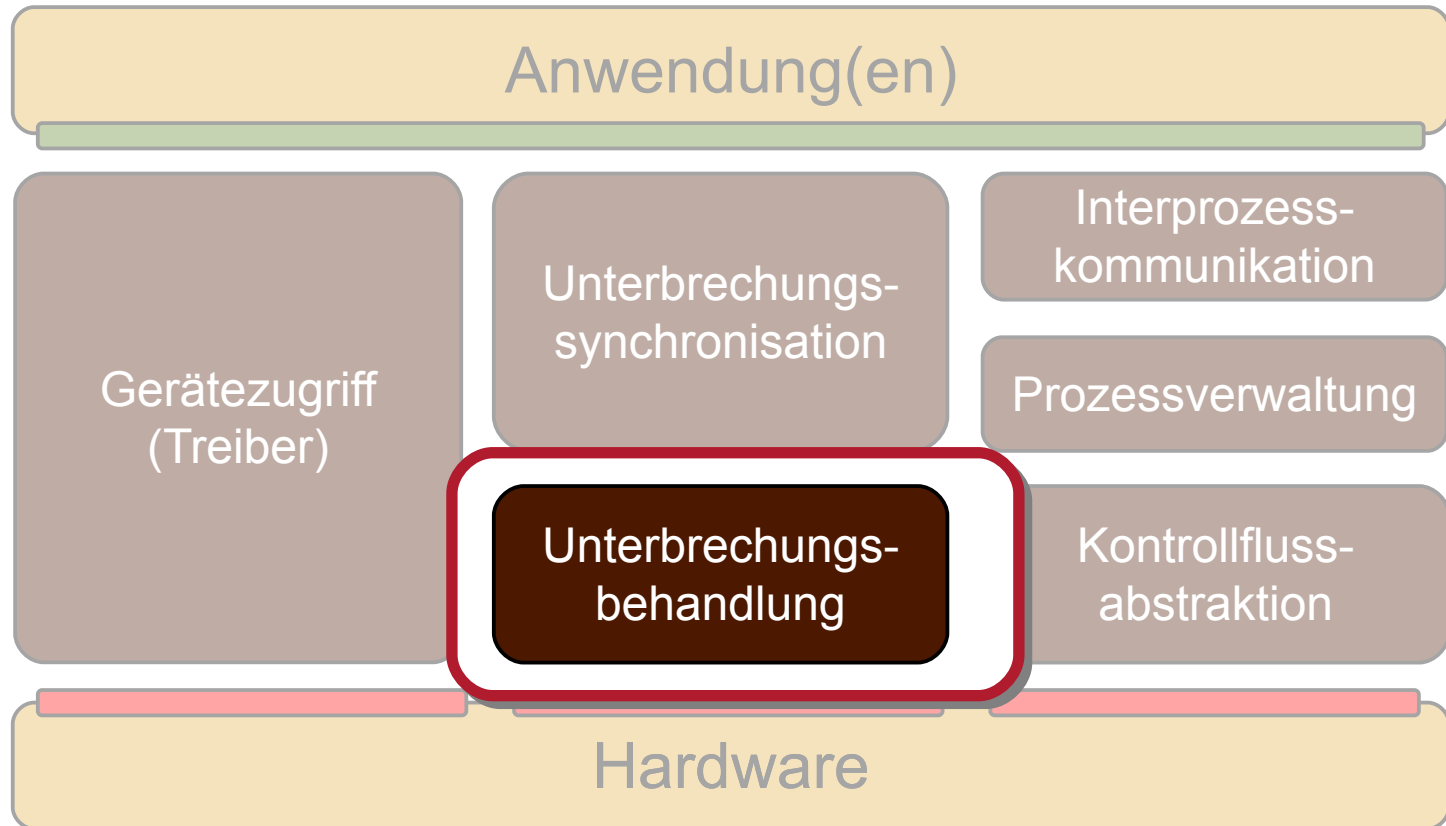 Anwendung(en)
Gerätezugriff
(Treiber)
Unterbrechungs-
synchronisation
Unterbrechungs-
behandlung
Interprozess-
kommunikation
Prozessverwaltung
Kontrollfluss-
abstraktion
Hardware